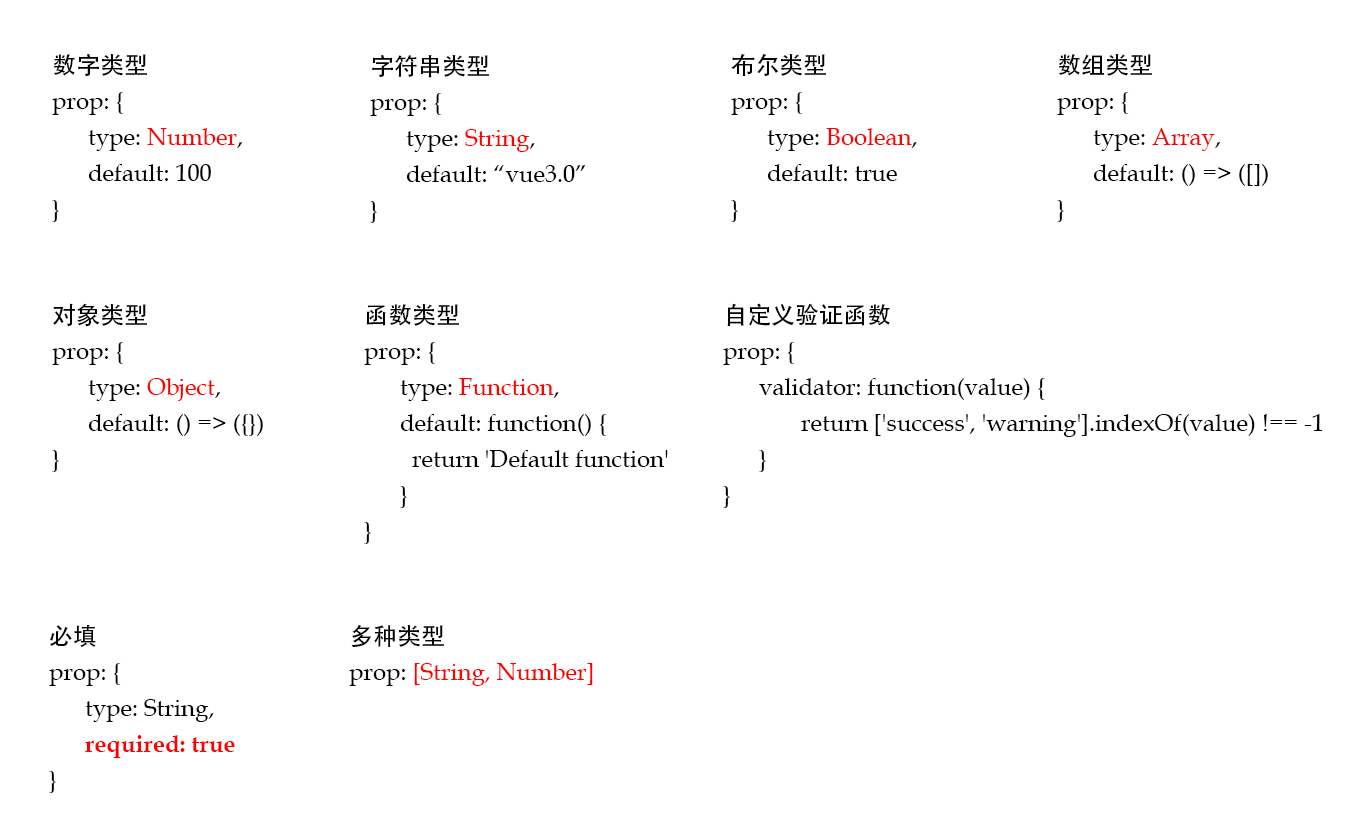 数字类型
prop: {
type: Number,
default: 100
}
字符串类型
prop: {
type: String,
default: “vue3.0”
}
布尔类型
prop: {
type: Boolean,
default: true
}
数组类型
prop: {
type: Array,
default: () => ([])
}
对象类型
prop: {
type: Object,
default: () => ({})
}
函数类型
prop: {
type: Function,
default: function() {
return 'Default function'
}
}
自定义验证函数
prop: {
validator: function(value) {
return ['success', 'warning'].indexOf(value) !== -1
}
}
必填
prop: {
type: String,
required: true
}
多种类型
prop: [String, Number]